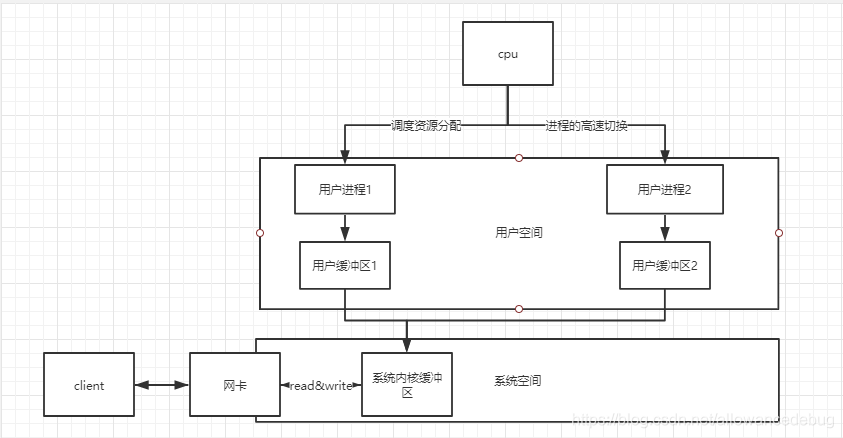 cpu
调度资源分配
进程的高速切换
用户进程1
用户进程2
用户空间
用户缓冲区1
用户缓冲区2
client
网卡
read&write
系统内核缓冲
区
系统空间
https://blog.csdn.net/allowancedebug